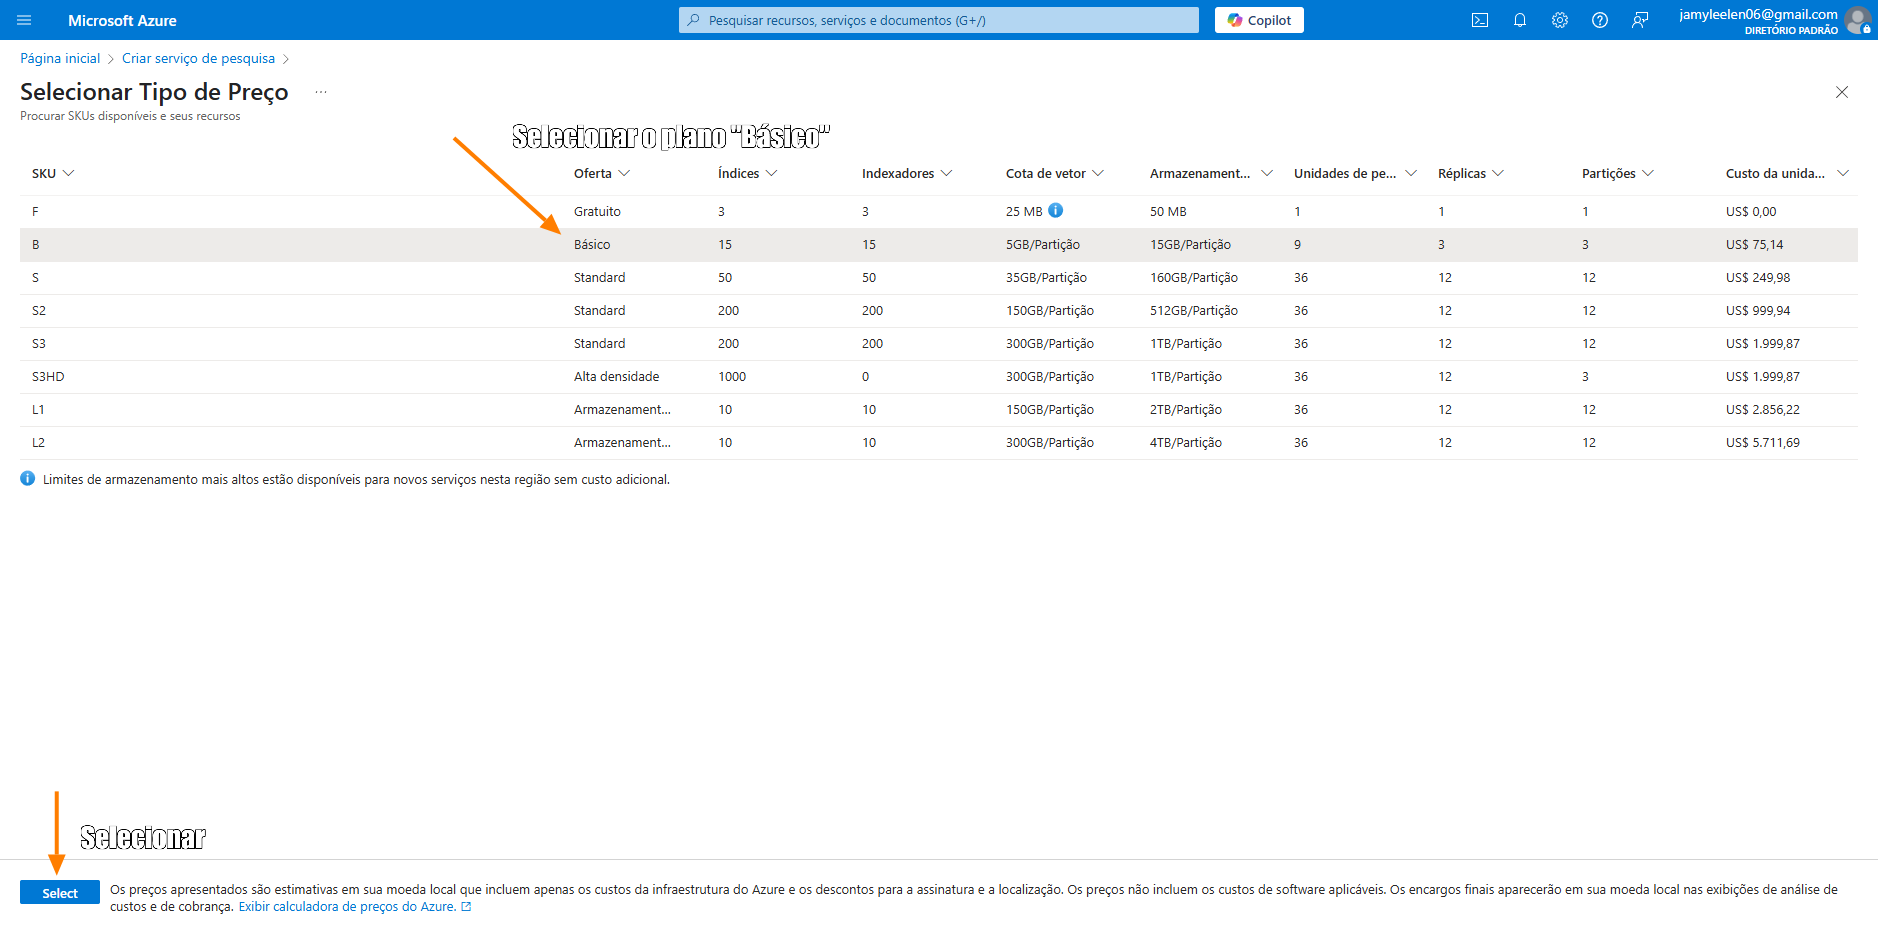 Microsoft Azure
Pesquisar recursos, serviços e documentos (G+/)
Copilot
jamyleelen06@gmail.com
DIRETÓRIO PADRÃO
Página inicial > Criar serviço de pesquisa >
Selecionar Tipo de Preço ...
Procurar SKUs disponíveis e seus recursos
Selecionar o plano "Básico"
SKU Oferta Índices Indexadores Cota de vetor Armazenament... Unidades de pe... Réplicas Partições Custo da unida...
F Gratuito 3 3 25 MB 50 MB 1 1 1 US$ 0,00
B Básico 15 15 5GB/Partição 15GB/Partição 9 3 3 US$ 75,14
S Standard 50 50 35GB/Partição 160GB/Partição 36 12 12 US$ 249,98
S2 Standard 200 200 150GB/Partição 512GB/Partição 36 12 12 US$ 999,94
S3 Standard 200 200 300GB/Partição 1TB/Partição 36 12 12 US$ 1.999,87
S3HD Alta densidade 1000 0 300GB/Partição 1TB/Partição 36 12 3 US$ 1.999,87
L1 Armazenament... 10 10 150GB/Partição 2TB/Partição 36 12 12 US$ 2.856,22
L2 Armazenament... 10 10 300GB/Partição 4TB/Partição 36 12 12 US$ 5.711,69
Limites de armazenamento mais altos estão disponíveis para novos serviços nesta região sem custo adicional.
Selecionar
Select
Os preços apresentados são estimativas em sua moeda local que incluem apenas os custos da infraestrutura do Azure e os descontos para a assinatura e a localização. Os preços não incluem os custos de software aplicáveis. Os encargos finais aparecerão em sua moeda local nas exibições de análise de
custos e de cobrança. Exibir calculadora de preços do Azure.